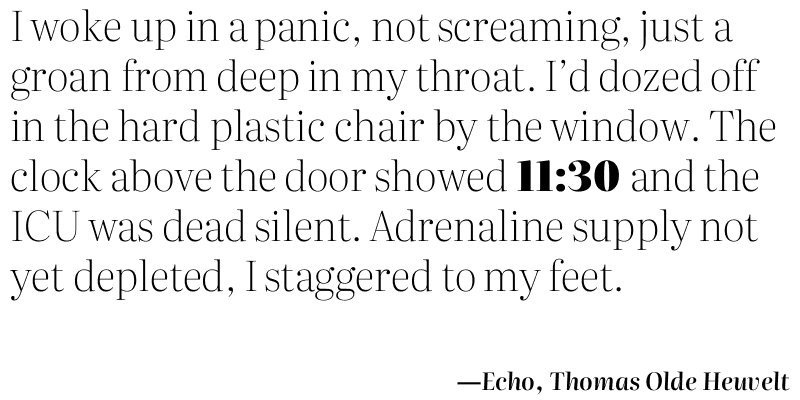 I woke up in a panic, not screaming, just a
groan from deep in my throat. I’d dozed off
in the hard plastic chair by the window. The
clock above the door showed 11:30 and the
ICU was dead silent. Adrenaline supply not
yet depleted, I staggered to my feet.
—Echo, Thomas Olde Heuvelt